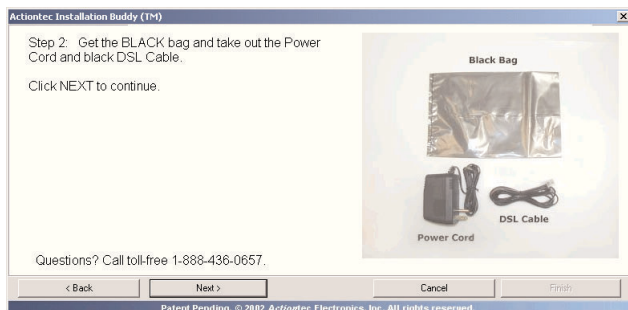 Actiontec Installation Buddy (TM)
Step 2: Get the BLACK bag and take out the Power
Cord and black DSL Cable.
Click NEXT to continue.
Black Bag
DSL Cable
Power Cord
Questions? Call toll-free 1-888-436-0657.
< Back
Next >
Cancel
Finish
Patent Pending. © 2002 Actiontec Electronics, Inc. All rights reserved.